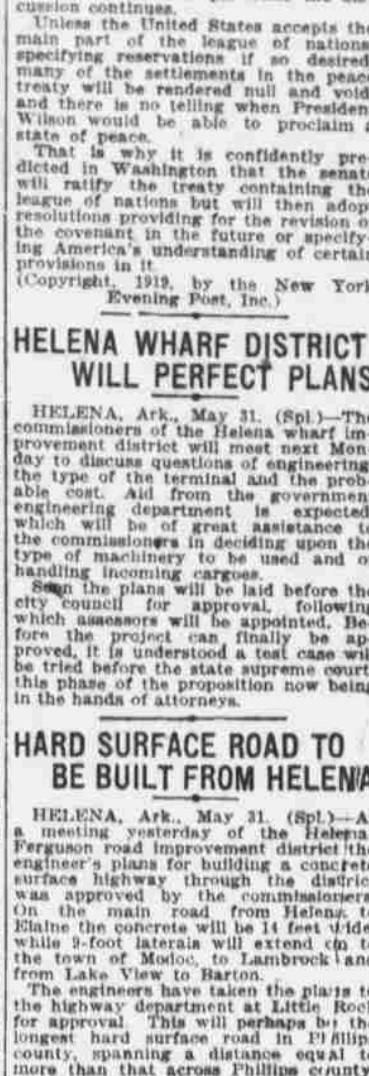 cussion continues.
Unless the United States accepts the
main part of the league of nations
specifying reservations if so desired
many of the settlements in the peace
treaty will be rendered null and void
and there is no telling when Presiden
Wilson would be able to proclaim a
state of peace.
That is why it is confidently pre-
dicted in Washington that the senate
will ratify the treaty containing the
league of nations but will then adop
resolutions providing for the revision o
the covenant in the future or specify-
ing America's understanding of certain
provisions in it.
(Copyright, 1919, by the New York
Evening Post, Inc.)
HELENA WHARF DISTRICT
WILL PERFECT PLANS
HELENA, Ark., May 31. (Spl.)—The
commissioners of the Helena wharf im-
provement district will meet next Mon-
day to discuss questions of engineering
the type of the terminal and the prob-
able cost. Aid from the governmen
engineering department is expected
which will be of great assistance to
the commissioners in deciding upon the
type of machinery to be used and o
handling incoming cargoes.
Soon the plans will be laid before the
city council for approval, following
which assessors will be appointed. Be-
fore the project can finally be ap-
proved, it is understood a test case wil
be tried before the state supreme court
this phase of the proposition now being
in the hands of attorneys.
HARD SURFACE ROAD TO
BE BUILT FROM HELENA
HELENA, Ark., May 31. (Spl.)—A
a meeting yesterday of the Helena
Ferguson road improvement district the
engineer's plans for building a concrete
surface highway through the distric
was approved by the commissioners
On the main road from Helena to
Elaine the concrete will be 14 feet wide
while 9-foot laterals will extend on t
the town of Modoc, to Lambrock and
from Lake View to Barton.
The engineers have taken the plans to
the highway department at Little Rock
for approval. This will perhaps be the
longest hard surface road in Phillips
county, spanning a distance equal to
more than that across Phillips county